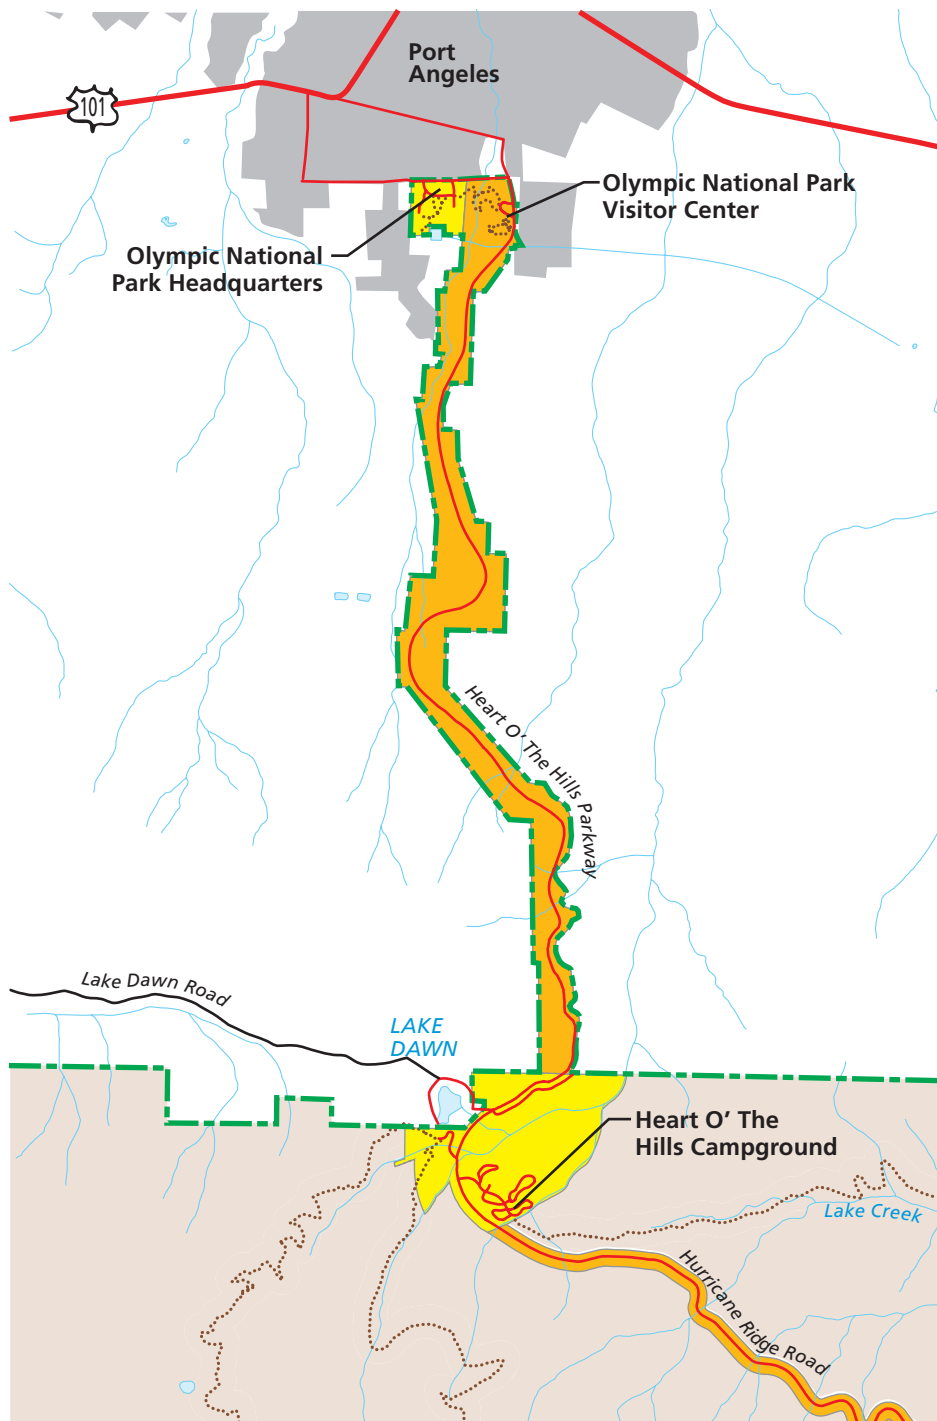 Port
Angeles
101
Olympic National Park
Visitor Center
Olympic National
Park Headquarters
Heart O’ The Hills Parkway
Lake Dawn Road
LAKE
DAWN
Heart O’ The
Hills Campground
Lake Creek
Hurricane Ridge Road